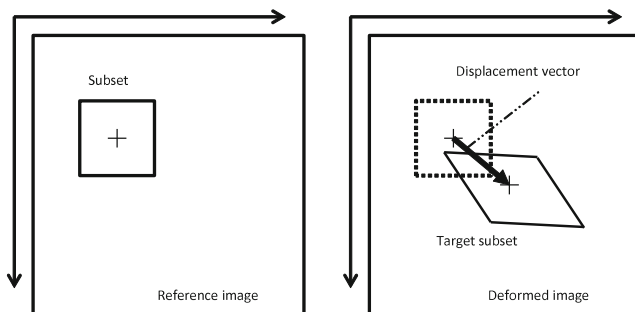 Subset
Reference image
Displacement vector
Target subset
Deformed image